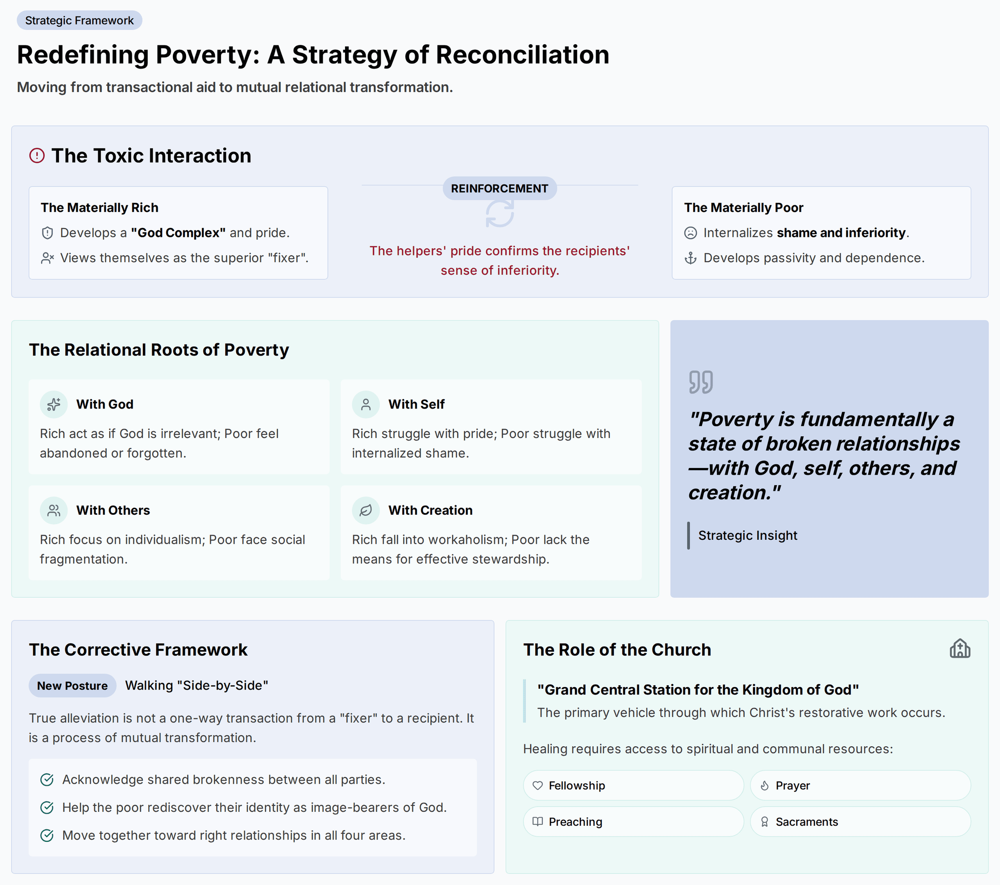 Strategic Framework
Redefining Poverty: A Strategy of Reconciliation
Moving from transactional aid to mutual relational transformation.
The Toxic Interaction
The Materially Rich
Develops a "God Complex" and pride.
Views themselves as the superior "fixer".
REINFORCEMENT
The helpers' pride confirms the recipients'
sense of inferiority.
The Materially Poor
Internalizes shame and inferiority.
Develops passivity and dependence.
The Relational Roots of Poverty
With God
Rich act as if God is irrelevant; Poor feel
abandoned or forgotten.
With Self
Rich struggle with pride; Poor struggle with
internalized shame.
With Others
Rich focus on individualism; Poor face social
fragmentation.
With Creation
Rich fall into workaholism; Poor lack the
means for effective stewardship.
"Poverty is fundamentally a
state of broken relationships
—with God, self, others, and
creation."
Strategic Insight
The Corrective Framework
New Posture
Walking "Side-by-Side"
True alleviation is not a one-way transaction from a "fixer" to a recipient. It
is a process of mutual transformation.
Acknowledge shared brokenness between all parties.
Help the poor rediscover their identity as image-bearers of God.
Move together toward right relationships in all four areas.
The Role of the Church
"Grand Central Station for the Kingdom of God"
The primary vehicle through which Christ's restorative work occurs.
Healing requires access to spiritual and communal resources:
Fellowship
Prayer
Preaching
Sacraments